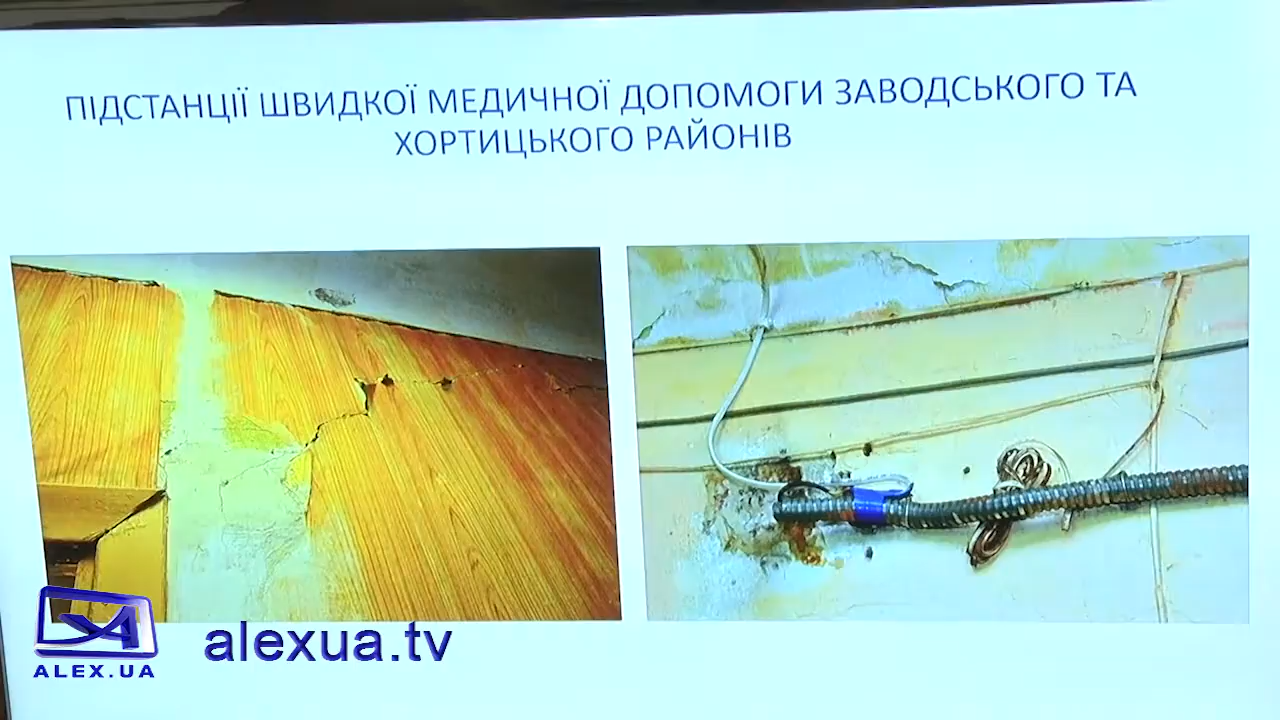 ПІДСТАНЦІЇ ШВИДКОЇ МЕДИЧНОЇ ДОПОМОГИ ЗАВОДСЬКОГО ТА
ХОРТИЦЬКОГО РАЙОНІВ
alexua.tv
ALEX.UA